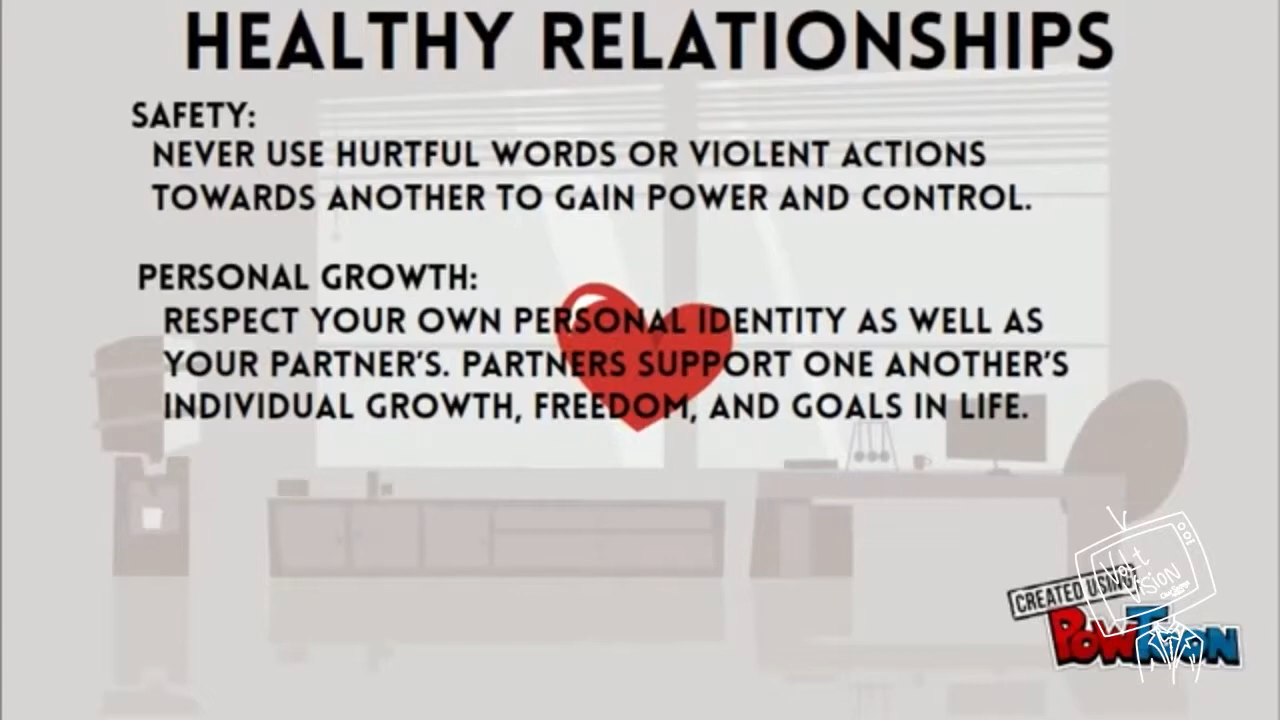 HEALTHY RELATIONSHIPS
SAFETY:
NEVER USE HURTFUL WORDS OR VIOLENT ACTIONS
TOWARDS ANOTHER TO GAIN POWER AND CONTROL.
PERSONAL GROWTH:
RESPECT YOUR OWN PERSONAL IDENTITY AS WELL AS
YOUR PARTNER'S. PARTNERS SUPPORT ONE ANOTHER'S
INDIVIDUAL GROWTH, FREEDOM, AND GOALS IN LIFE.
Volt
Vision
CREATED USING
POWTOON